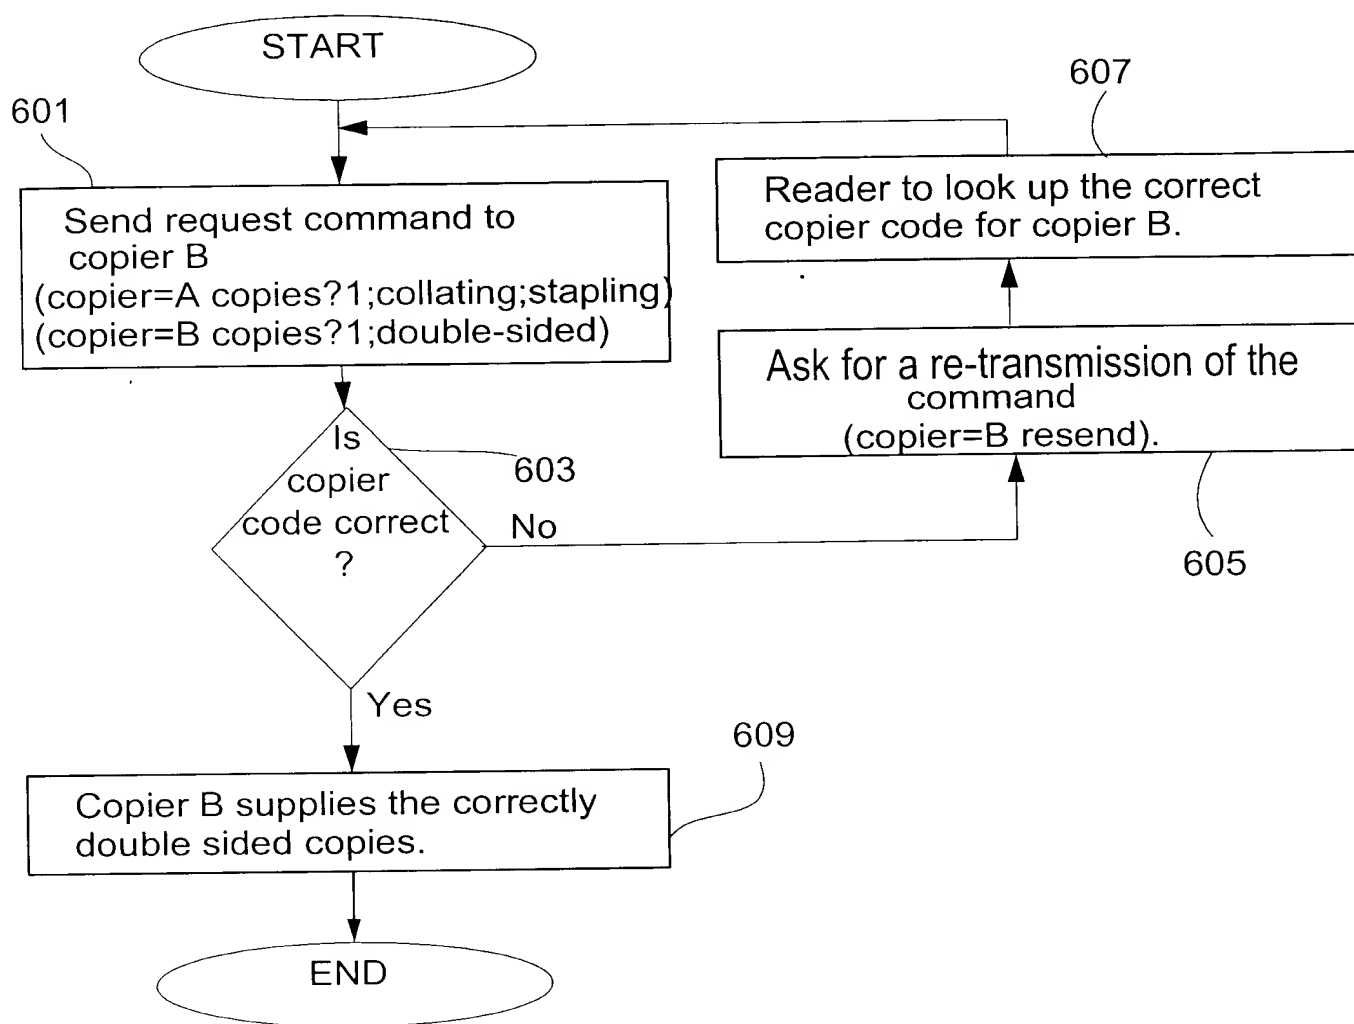 START
601
Send request command to
copier B
(copier=A copies?1;collating;stapling)
(copier=B copies?1;double-sided)
Is
copier
code correct
?
603
No
Yes
607
Reader to look up the correct
copier code for copier B.
Ask for a re-transmission of the
command
(copier=B resend).
605
609
Copier B supplies the correctly
double sided copies.
END